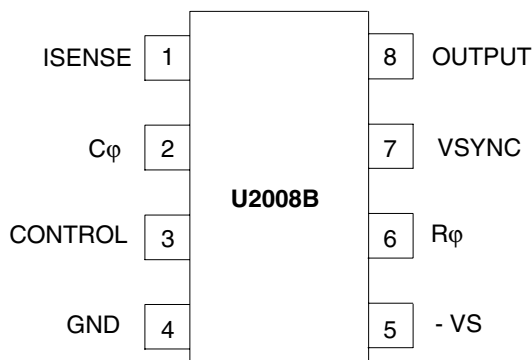 ISENSE 1 8 OUTPUT
Cφ 2 7 VSYNC
U2008B
CONTROL 3 6 Rφ
GND 4 5 - VS